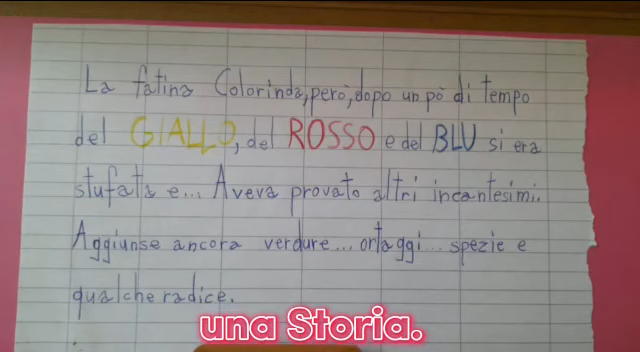 La fatina Colorinda, però, dopo un pò di tempo
del GIALLO, del ROSSO e del BLU si era
stufata e... Aveva provato altri incantesimi.
Aggiunse ancora verdure... ortaggi... spezie e
qualche radice.
una Storia.